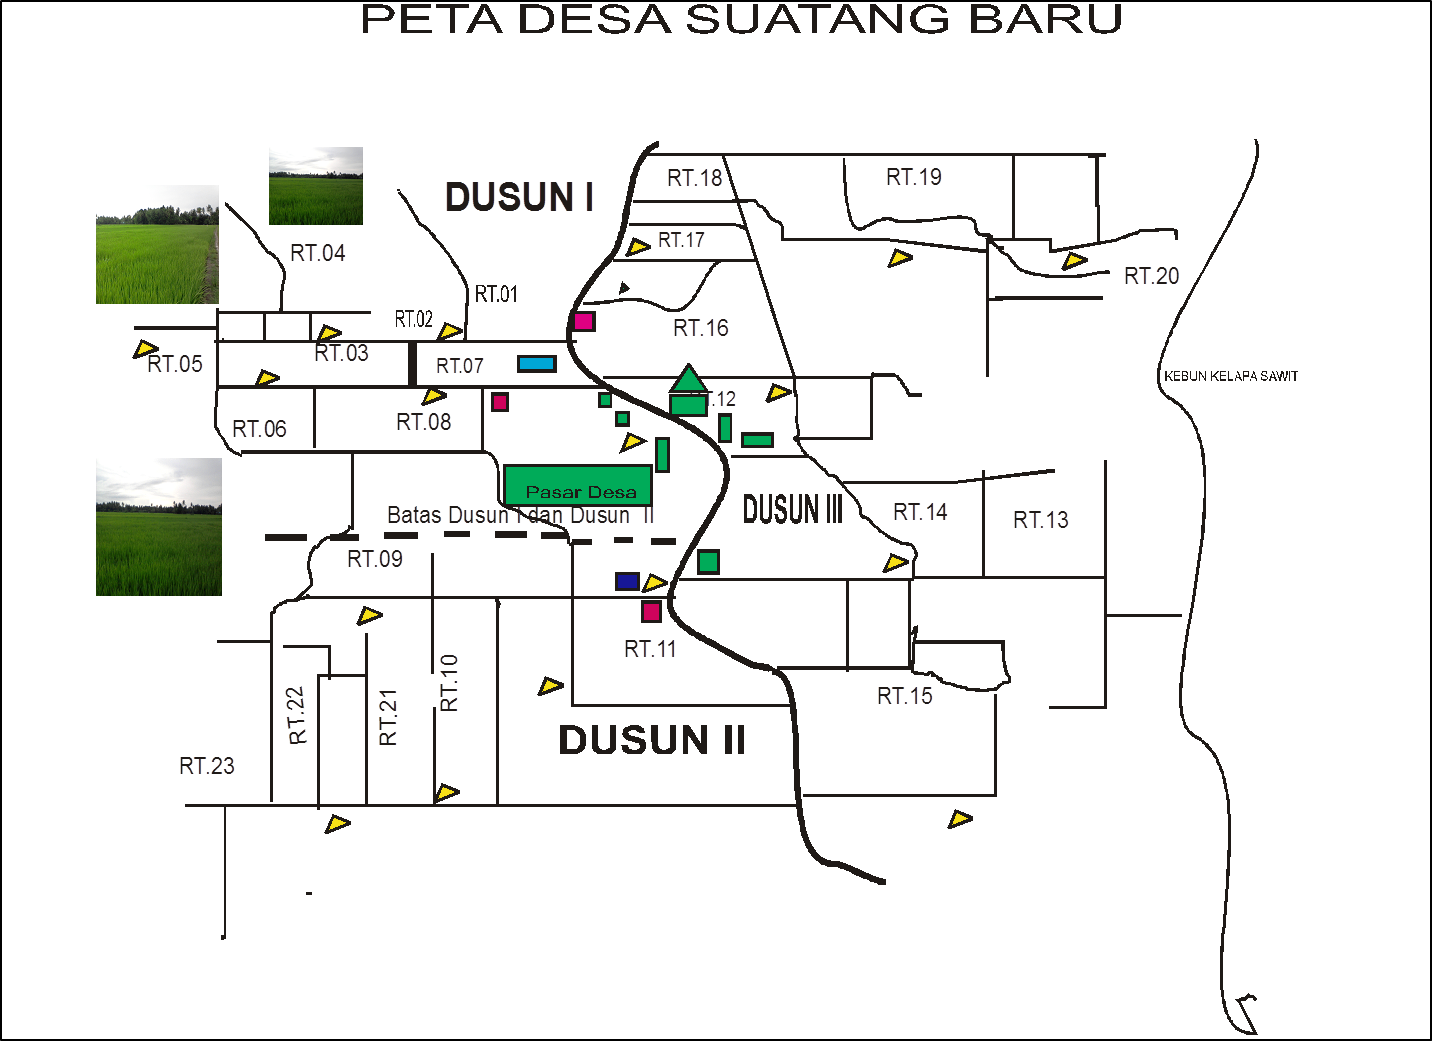 PETA DESA SUATANG BARU
DUSUN I
RT.18
RT.19
RT.04
RT.17
RT.20
RT.01
RT.02
RT.16
RT.03
RT.05
RT.07
KEBUN KELAPA SAWIT
T.12
RT.08
RT.06
Pasar Desa
Batas Dusun I dan Dusun II
DUSUN III
RT.14
RT.13
RT.09
RT.11
RT.10
RT.22
RT.21
RT.15
DUSUN II
RT.23